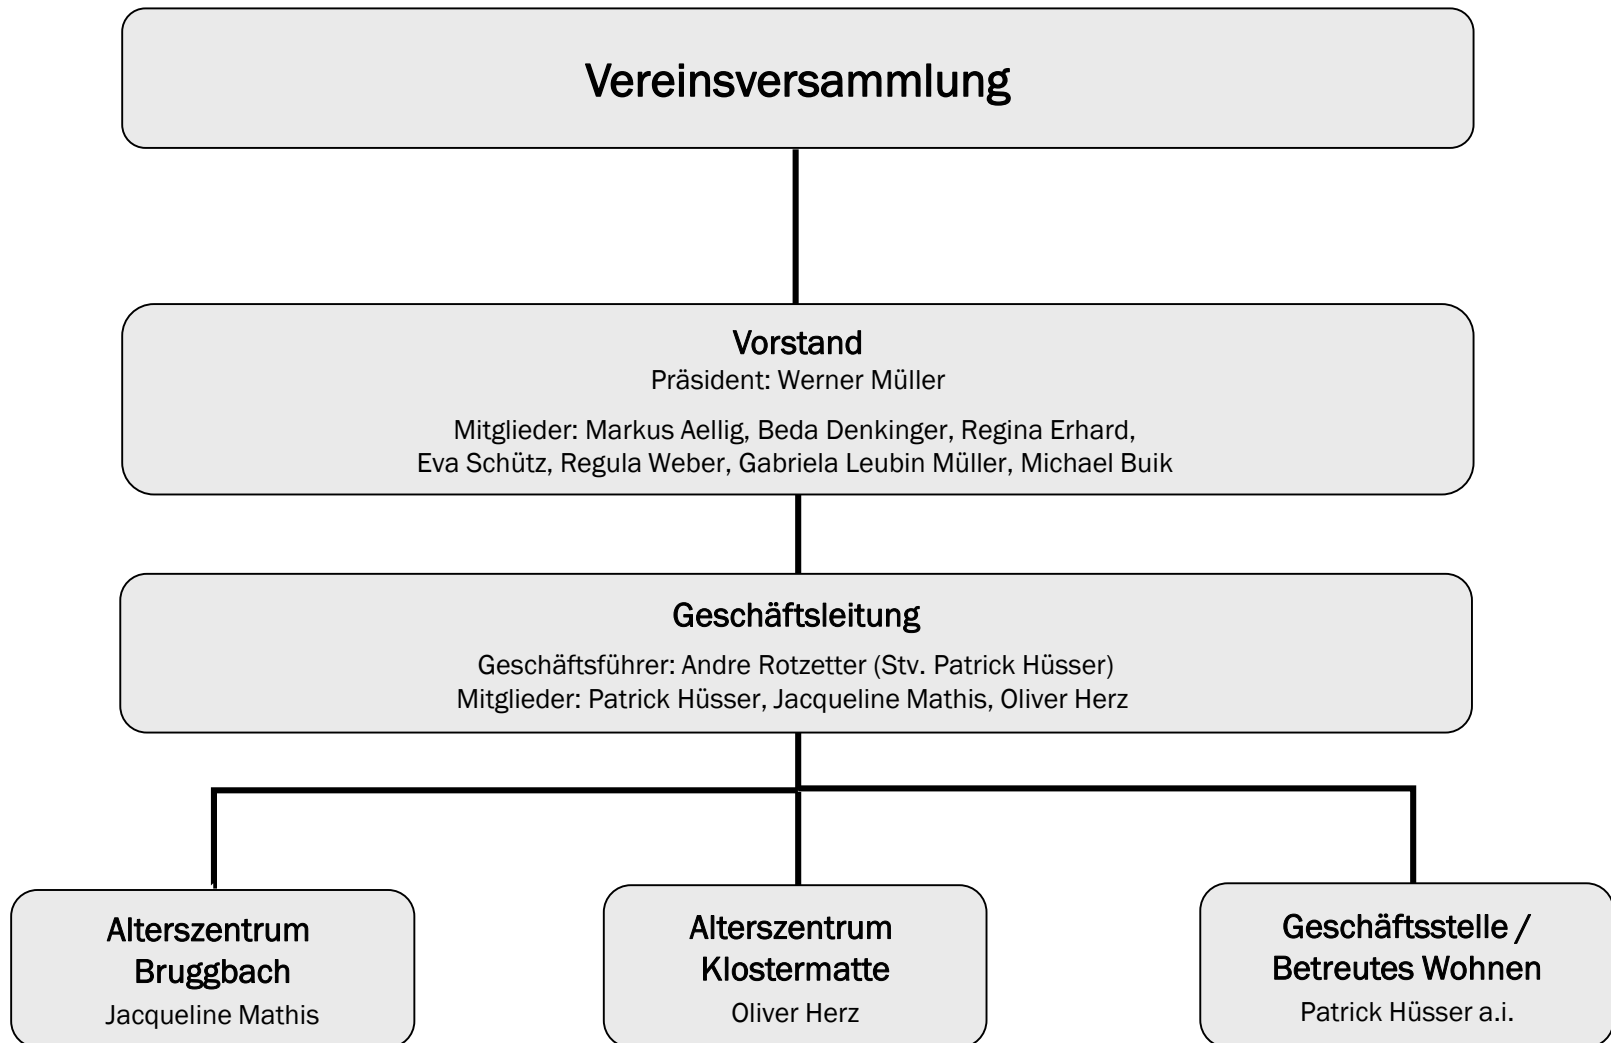 Vereinsversammlung
Vorstand
Präsident: Werner Müller
Mitglieder: Markus Aellig, Beda Denkinger, Regina Erhard,
Eva Schütz, Regula Weber, Gabriela Leubin Müller, Michael Buik
Geschäftsleitung
Geschäftsführer: Andre Rotzetter (Stv. Patrick Hüsser)
Mitglieder: Patrick Hüsser, Jacqueline Mathis, Oliver Herz
Alterszentrum
Bruggbach
Jacqueline Mathis
Alterszentrum
Klostermatte
Oliver Herz
Geschäftsstelle /
Betreutes Wohnen
Patrick Hüsser a.i.